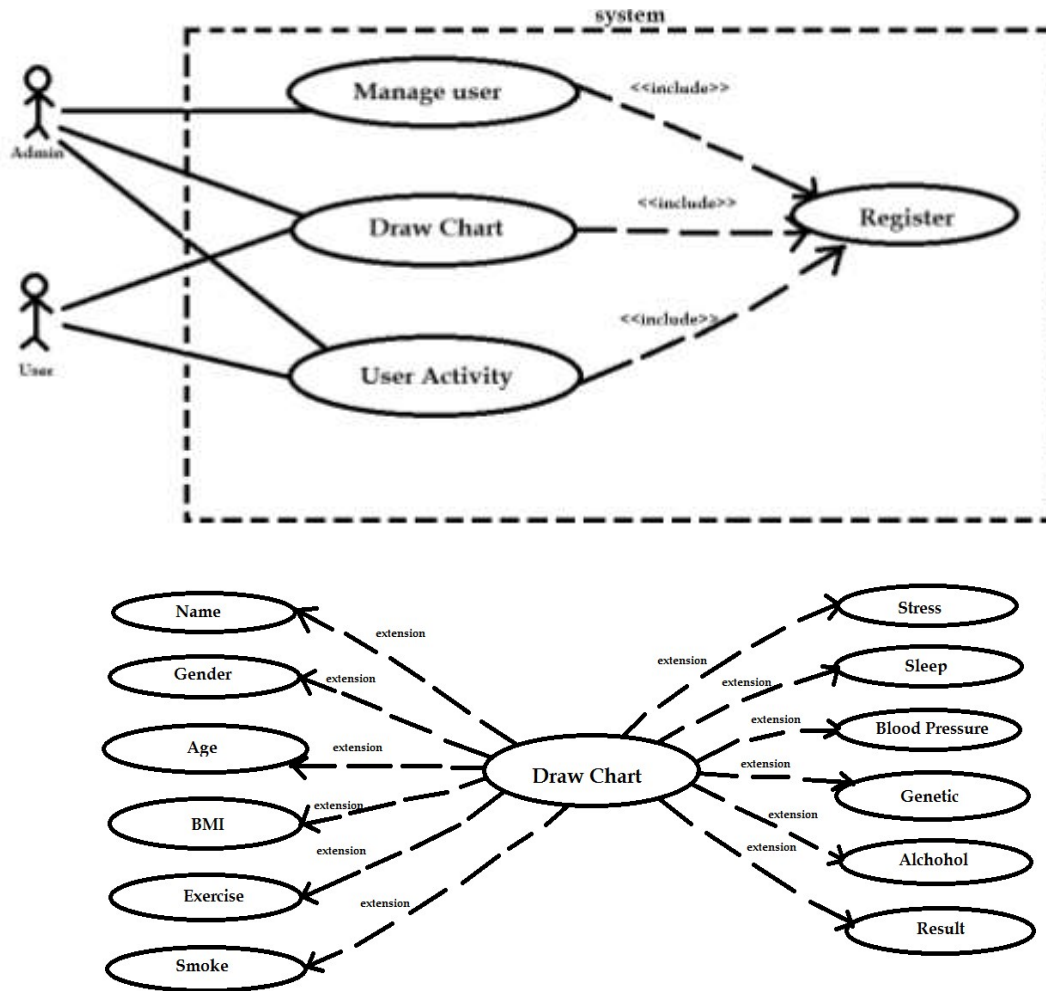 system
Manage user
<<include>>
Admin
<<include>>
Draw Chart
Register
<<include>>
User
User Activity
Name
Stress
extension
extension
Gender
Sleep
extension
extension
Age
extension
extension
Blood Pressure
Draw Chart
extension
BMI
extension
Genetic
extension
extension
Alchohol
extension
Exercise
extension
Result
Smoke